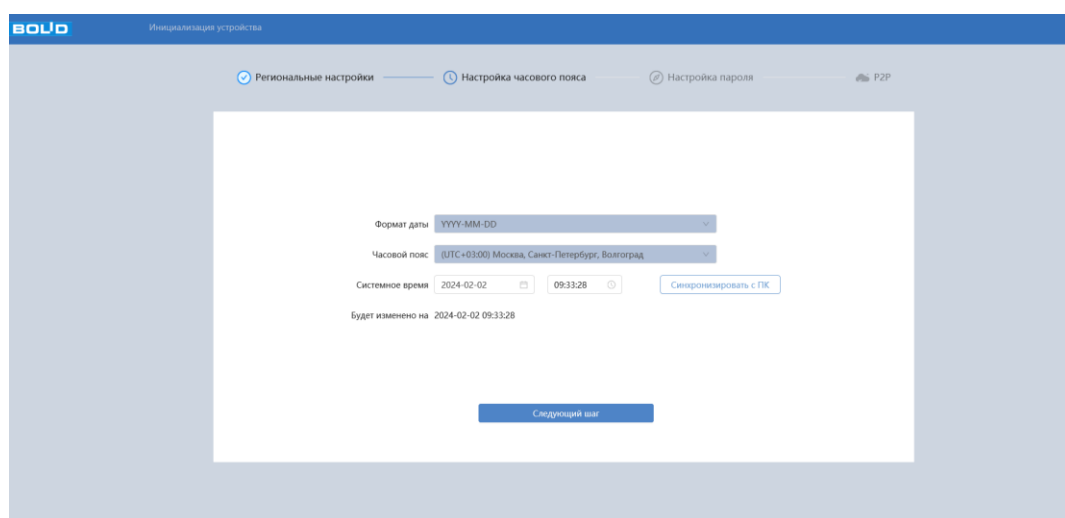 BOLID Инициализация устройства
Региональные настройки Настройка часового пояса Настройка пароля P2P
Формат даты YYYY-MM-DD
Часовой пояс (UTC+03:00) Москва, Санкт-Петербург, Волгоград
Системное время 2024-02-02 09:33:28 Синхронизировать с ПК
Будет изменено на 2024-02-02 09:33:28
Следующий шаг